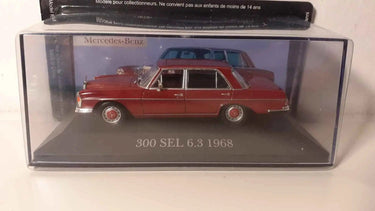 Modèle pour collectionneurs. Ne convient pas aux enfants de moins de 14 ans
Mercedes-Benz
300 SEL 6.3 1968